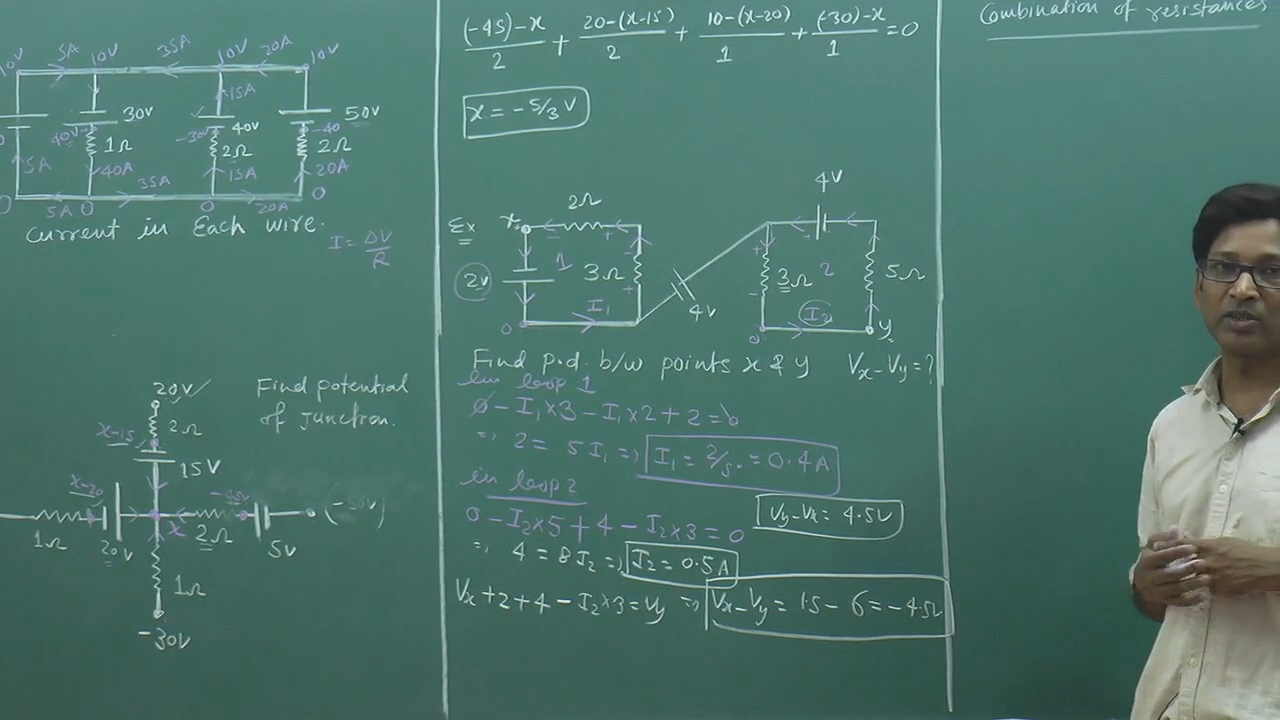 10V 5A 10V 35A 10V 20A 10V
15A
30V 50V
40V 1Ω -30V 40V -40
2Ω 2Ω
5A 40A 15A 20A
0 5A 0 35A 0 20A 0
Current in Each wire.
I = ΔV/R
20V
Find potential
of Junction.
2Ω
x-15
15V
x-20
x
1Ω 20V 2Ω 5V
1Ω
-30V
(-45)-x/2 + 20-(x-15)/2 + 10-(x-20)/1 + (-30)-x/1 = 0
x = -5/3 V
4V
Ex x 2Ω
2V 1 3Ω 3Ω 2 5Ω
I₁ 4V I₂
0 0 y
Find p.d. b/w points x & y Vx-Vy=?
in loop 1
0 - I₁×3 - I₁×2 + 2 = 0
⇒ 2 = 5I₁ ⇒ I₁ = 2/5 = 0.4A
in loop 2
Vy-Vx = 4.5V
0 - I₂×5 + 4 - I₂×3 = 0
⇒ 4 = 8I₂ ⇒ I₂ = 0.5A
Vx+2+4-I₂×3=Vy ⇒ Vx-Vy = 1.5 - 6 = -4.5V
Combination of resistances